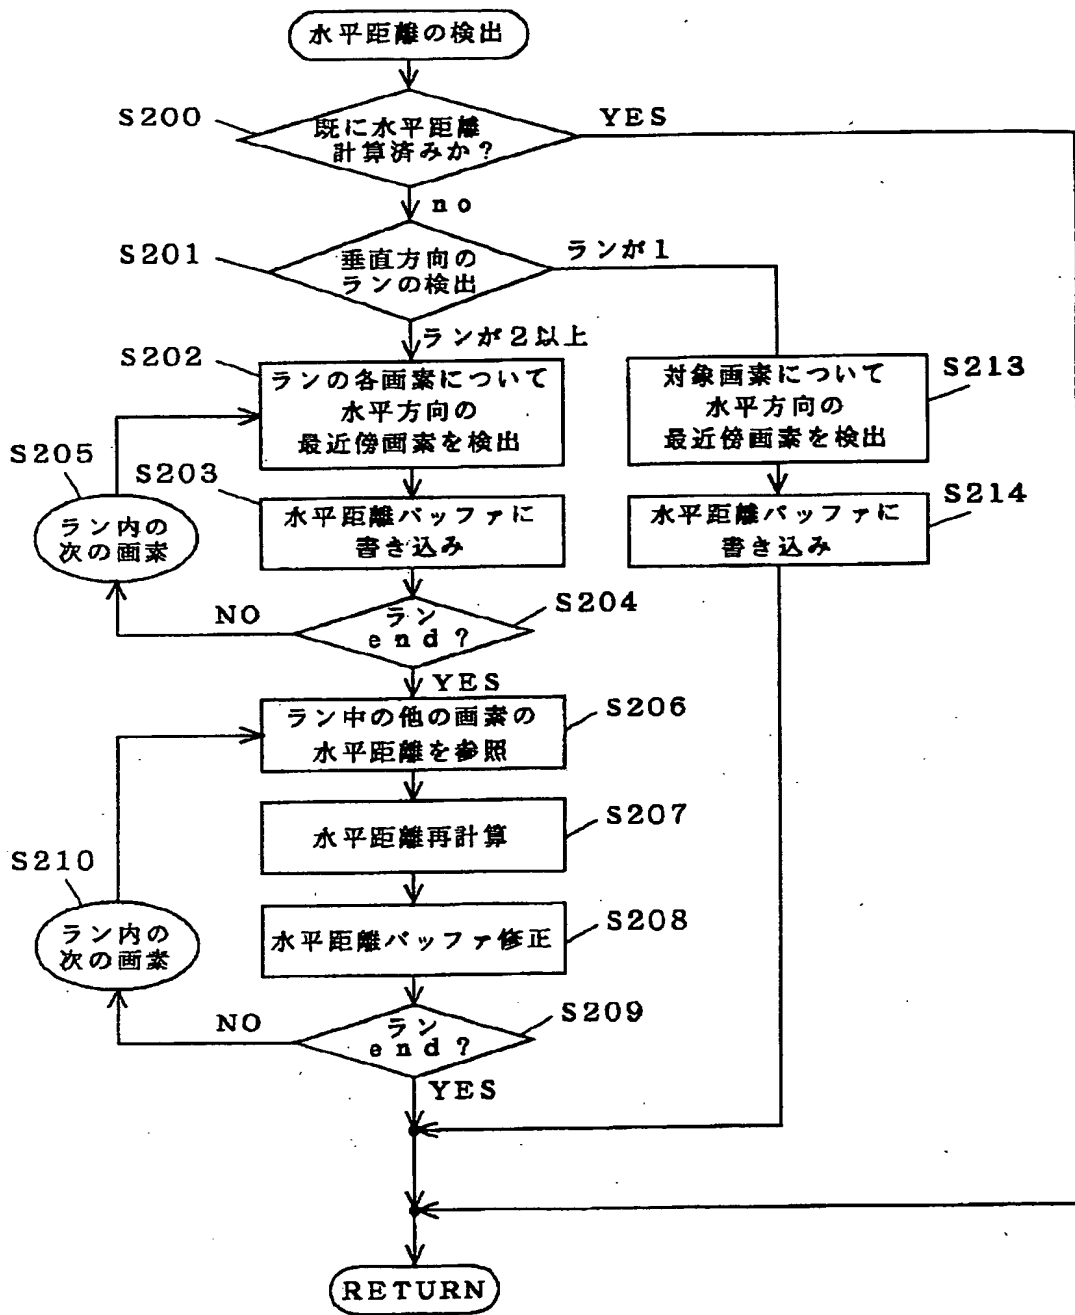 水平距離の検出
S200
既に水平距離
計算済みか？
YES
no
S201
垂直方向の
ランの検出
ランが1
ランが2以上
S202
ランの各画素について
水平方向の
最近傍画素を検出
S213
対象画素について
水平方向の
最近傍画素を検出
S205
ラン内の
次の画素
S203
水平距離バッファに
書き込み
S214
水平距離バッファに
書き込み
S204
ラン
end？
NO
YES
S206
ラン中の他の画素の
水平距離を参照
S207
水平距離再計算
S210
ラン内の
次の画素
S208
水平距離バッファ修正
S209
ラン
end？
NO
YES
RETURN